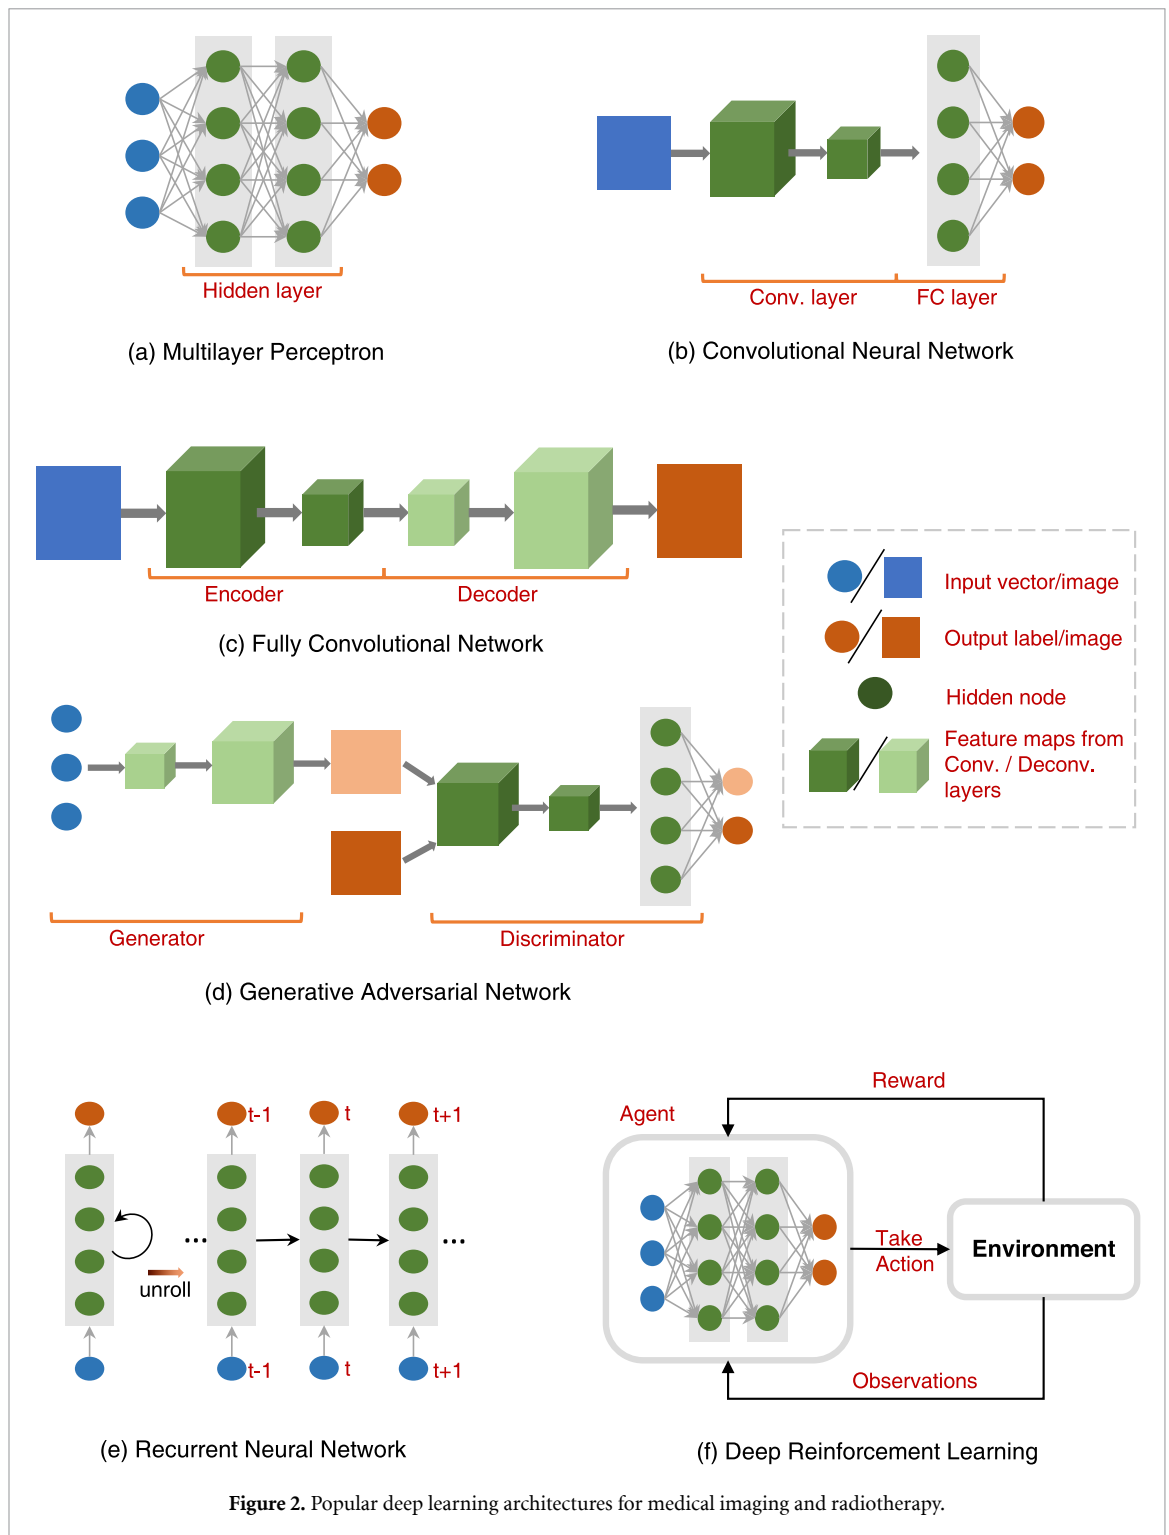 Hidden layer
(a) Multilayer Perceptron
Conv. layer
FC layer
(b) Convolutional Neural Network
Encoder
Decoder
(c) Fully Convolutional Network
Input vector/image
Output label/image
Hidden node
Feature maps from
Conv. / Deconv.
layers
Generator
Discriminator
(d) Generative Adversarial Network
t-1
t
t+1
...
...
unroll
t-1
t
t+1
(e) Recurrent Neural Network
Reward
Agent
Take
Action
Environment
Observations
(f) Deep Reinforcement Learning
Figure 2. Popular deep learning architectures for medical imaging and radiotherapy.